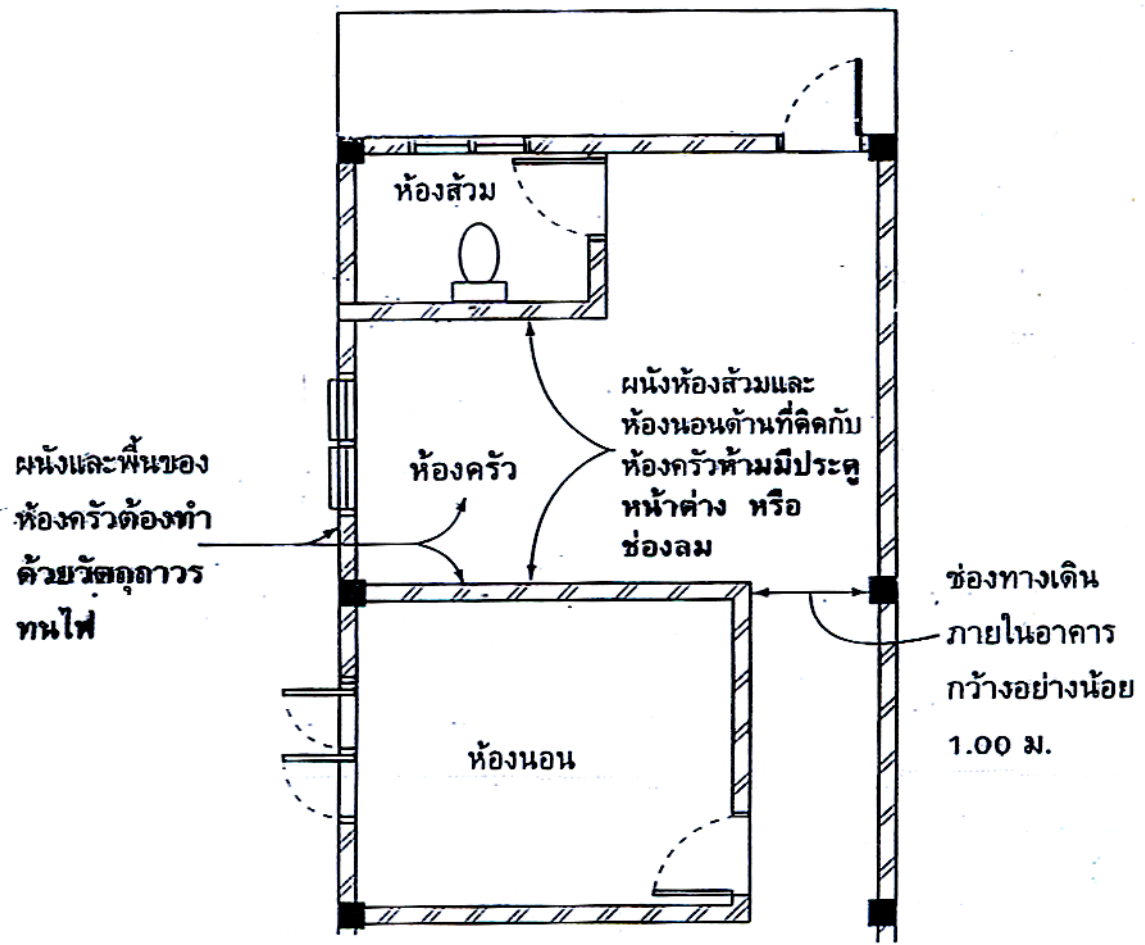 ห้องส้วม
ผนังห้องส้วมและ
ห้องนอนด้านที่ติดกับ
ห้องครัวห้ามมีประตู
หน้าต่าง หรือ
ช่องลม
ผนังและพื้นของ
ห้องครัวต้องทำ
ด้วยวัตถุถาวร
ทนไฟ
ห้องครัว
ช่องทางเดิน
ภายในอาคาร
กว้างอย่างน้อย
1.00 ม.
ห้องนอน